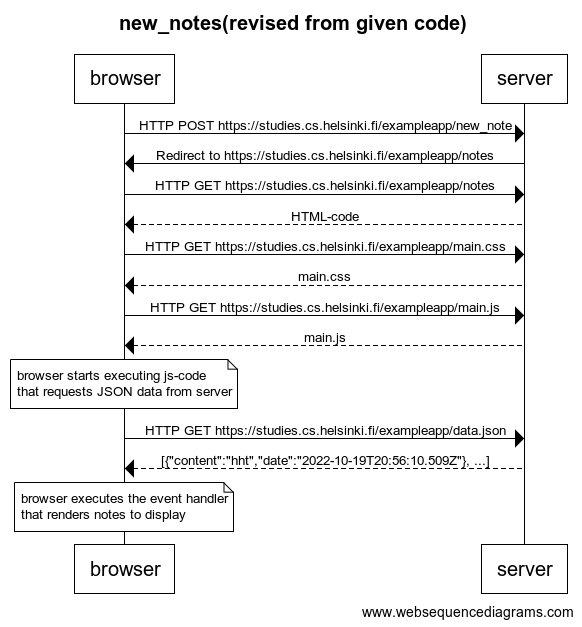 new_notes(revised from given code)
browser
server
HTTP POST https://studies.cs.helsinki.fi/exampleapp/new_note
Redirect to https://studies.cs.helsinki.fi/exampleapp/notes
HTTP GET https://studies.cs.helsinki.fi/exampleapp/notes
HTML-code
HTTP GET https://studies.cs.helsinki.fi/exampleapp/main.css
main.css
HTTP GET https://studies.cs.helsinki.fi/exampleapp/main.js
main.js
browser starts executing js-code
that requests JSON data from server
HTTP GET https://studies.cs.helsinki.fi/exampleapp/data.json
[{"content":"hht","date":"2022-10-19T20:56:10.509Z"}, ...]
browser executes the event handler
that renders notes to display
browser
server
www.websequencediagrams.com